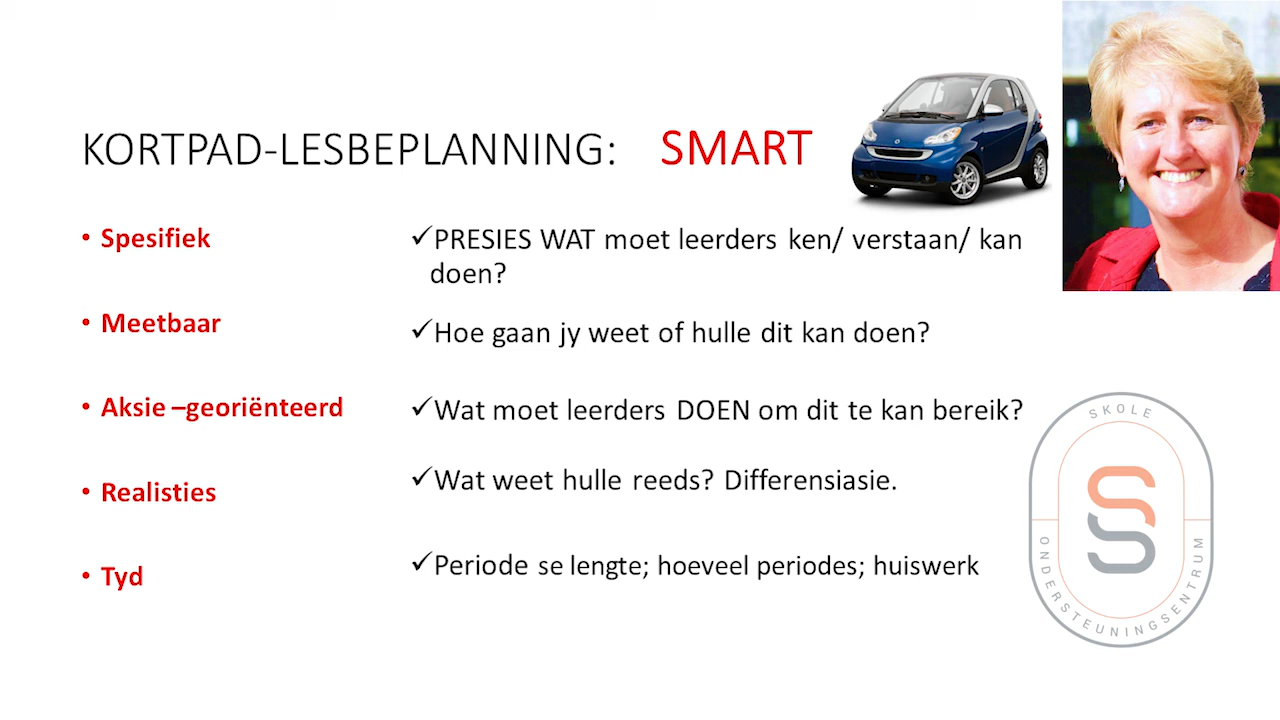 KORTPAD-LESBEPLANNING: SMART
• Spesifiek
✓PRESIES WAT moet leerders ken/ verstaan/ kan
doen?
• Meetbaar
✓Hoe gaan jy weet of hulle dit kan doen?
• Aksie –georiënteerd
✓Wat moet leerders DOEN om dit te kan bereik?
• Realisties
✓Wat weet hulle reeds? Differensiasie.
• Tyd
✓Periode se lengte; hoeveel periodes; huiswerk
SKOLE
ONDERSTEUNINGSENTRUM